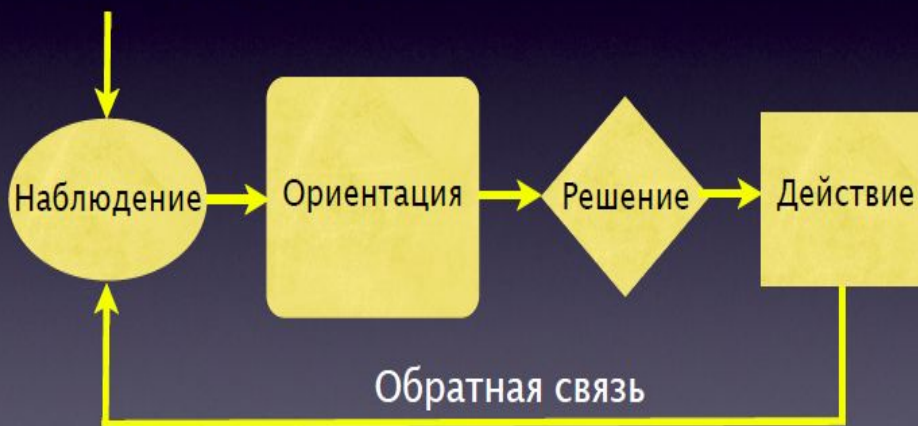 Наблюдение
Ориентация
Решение
Действие
Обратная связь